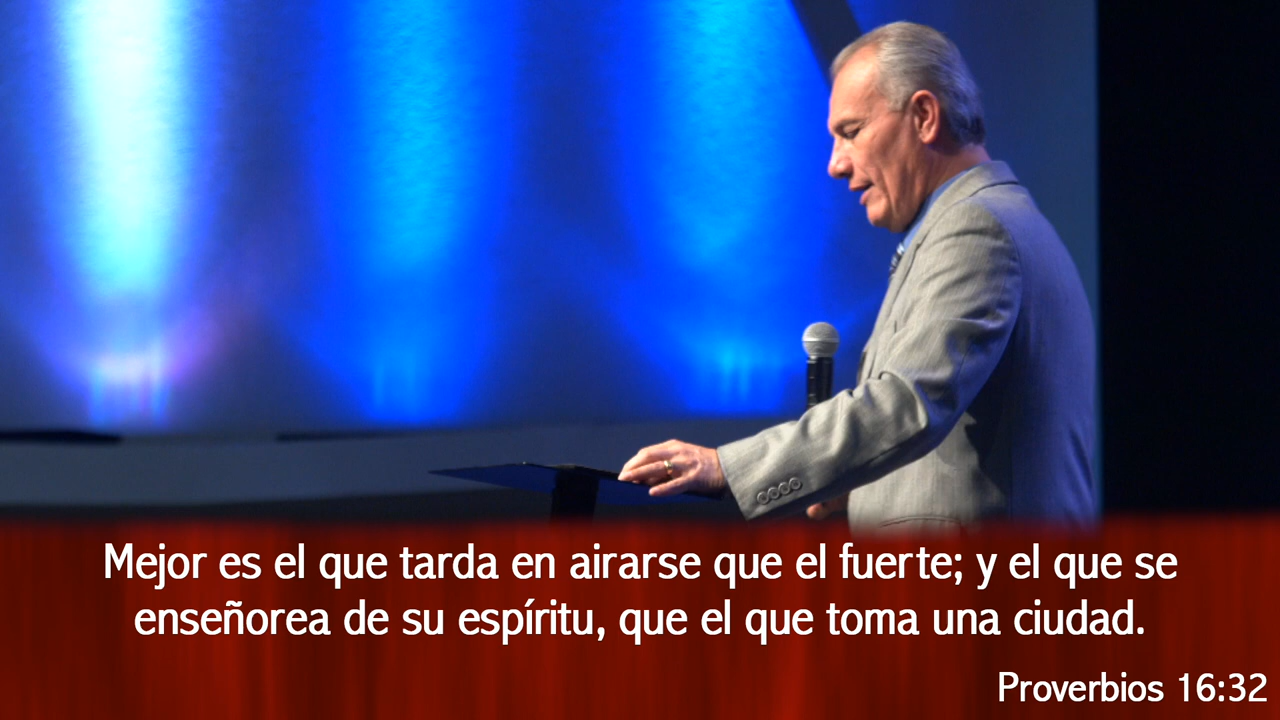 Mejor es el que tarda en airarse que el fuerte; y el que se
enseñorea de su espíritu, que el que toma una ciudad.
Proverbios 16:32